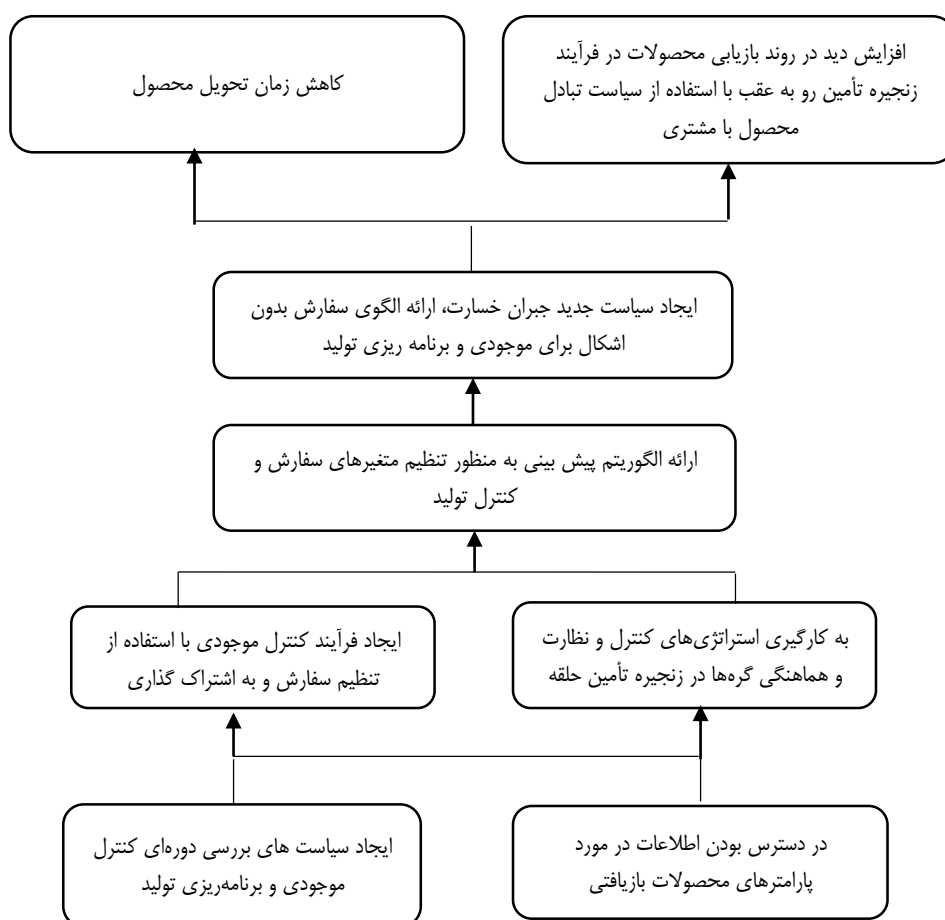 افزایش دید در روند بازیابی محصولات در فرآیند
زنجیره تأمین رو به عقب با استفاده از سیاست تبادل
محصول با مشتری
کاهش زمان تحویل محصول
ایجاد سیاست جدید جبران خسارت، ارائه الگوی سفارش بدون
اشکال برای موجودی و برنامه ریزی تولید
ارائه الگوریتم پیش بینی به منظور تنظیم متغیرهای سفارش و
کنترل تولید
به کارگیری استراتژی‌های کنترل و نظارت
و هماهنگی گره‌ها در زنجیره تأمین حلقه
ایجاد فرآیند کنترل موجودی با استفاده از
تنظیم سفارش و به اشتراک گذاری
در دسترس بودن اطلاعات در مورد
پارامترهای محصولات بازیافتی
ایجاد سیاست های بررسی دوره‌ای کنترل
موجودی و برنامه‌ریزی تولید